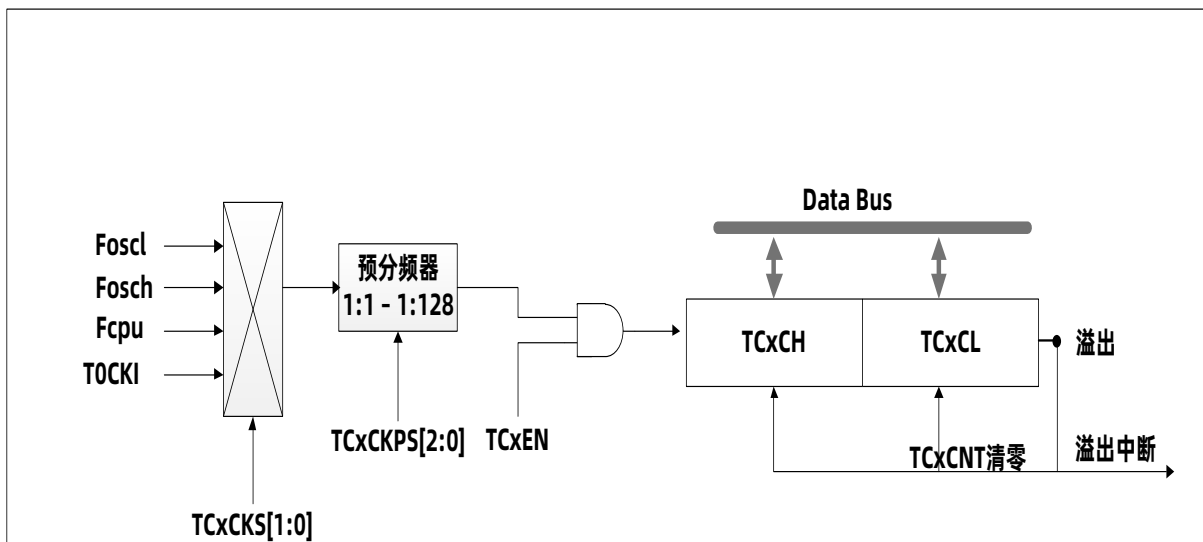 Data Bus
Foscl
Fosch
Fcpu
T0CKI
预分频器
1:1 – 1:128
TCxCH
TCxCL
溢出
TCxCKPS[2:0]
TCxEN
TCxCNT清零
溢出中断
TCxCKS[1:0]